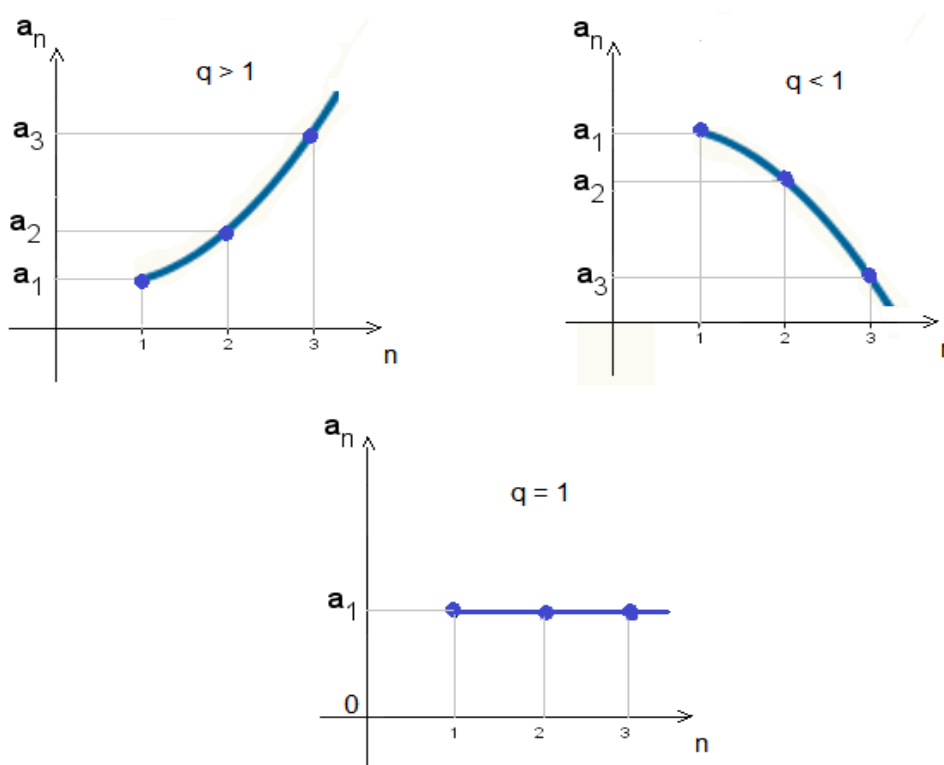 aₙ
q > 1
a₃
a₂
a₁
1 2 3
n
aₙ
q < 1
a₁
a₂
a₃
1 2 3
aₙ
q = 1
a₁
0
1 2 3
n